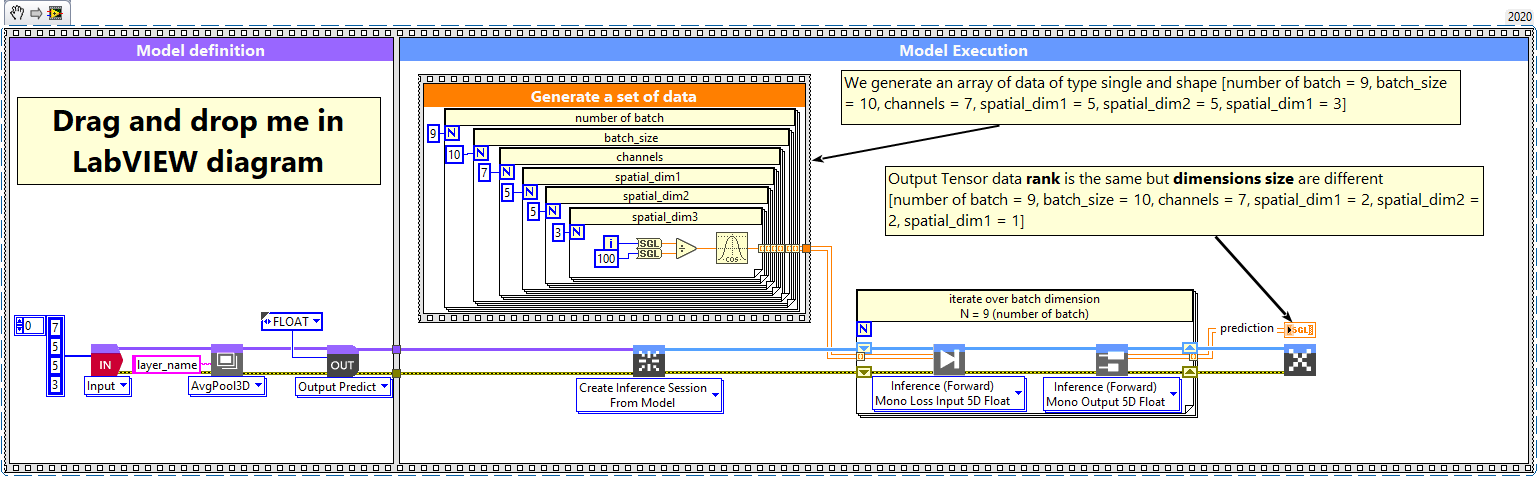 2020
Model definition
Model Execution
Drag and drop me in
LabVIEW diagram
Generate a set of data
number of batch
9
N
batch_size
10
N
channels
7
N
spatial_dim1
5
N
spatial_dim2
5
N
spatial_dim3
3
N
i
SGL
100
SGL
÷
cos
We generate an array of data of type single and shape [number of batch = 9, batch_size
= 10, channels = 7, spatial_dim1 = 5, spatial_dim2 = 5, spatial_dim1 = 3]
Output Tensor data rank is the same but dimensions size are different
[number of batch = 9, batch_size = 10, channels = 7, spatial_dim1 = 2, spatial_dim2 =
2, spatial_dim1 = 1]
0
7
5
5
3
IN
Input
layer_name
AvgPool3D
FLOAT
OUT
Output Predict
Create Inference Session
From Model
iterate over batch dimension
N = 9 (number of batch)
N
Inference (Forward)
Mono Loss Input 5D Float
Inference (Forward)
Mono Output 5D Float
prediction
SGL